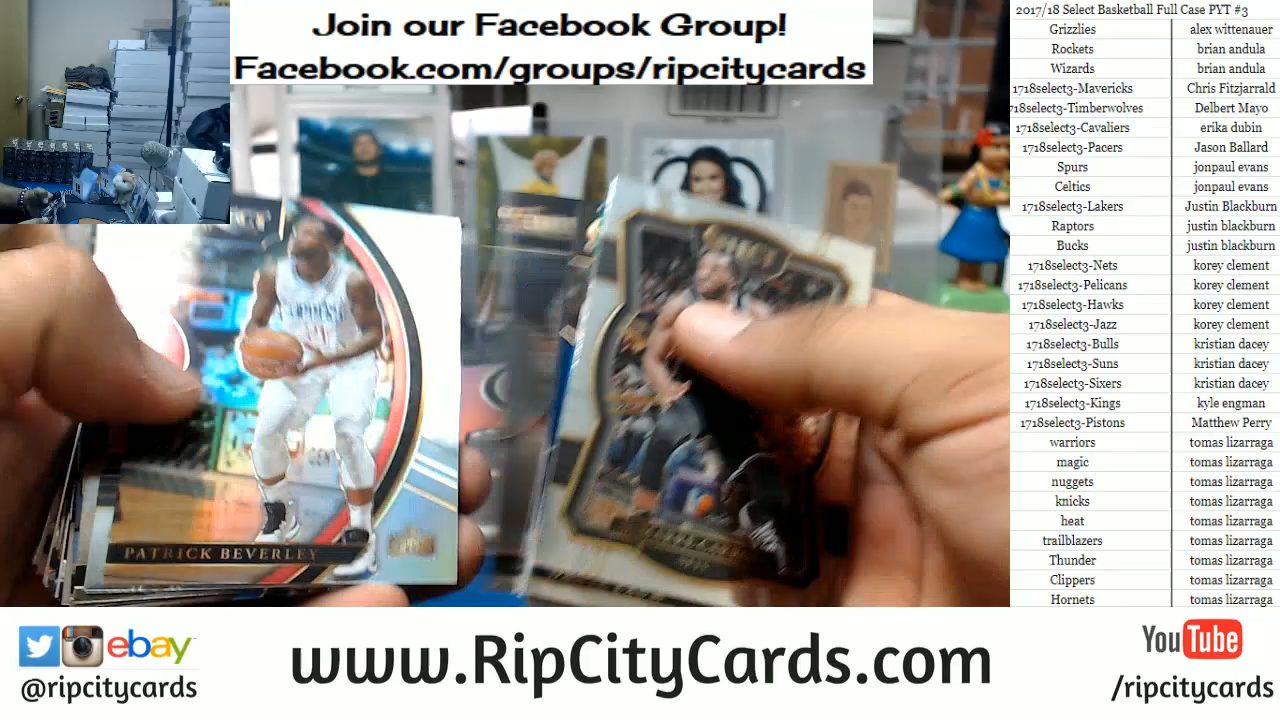 Join our Facebook Group!
Facebook.com/groups/ripcitycards
2017/18 Select Basketball Full Case PYT #3
Grizzlies alex wittenauer
Rockets brian andula
Wizards brian andula
1718select3-Mavericks Chris Fitzjarrald
718select3-Timberwolves Delbert Mayo
1718select3-Cavaliers erika dubin
1718select3-Pacers Jason Ballard
Spurs jonpaul evans
Celtics jonpaul evans
1718select3-Lakers Justin Blackburn
Raptors justin blackburn
Bucks justin blackburn
1718select3-Nets korey clement
1718select3-Pelicans korey clement
1718select3-Hawks korey clement
1718select3-Jazz korey clement
1718select3-Bulls kristian dacey
1718select3-Suns kristian dacey
1718select3-Sixers kristian dacey
1718select3-Kings kyle engman
1718select3-Pistons Matthew Perry
warriors tomas lizarraga
magic tomas lizarraga
nuggets tomas lizarraga
knicks tomas lizarraga
heat tomas lizarraga
trailblazers tomas lizarraga
Thunder tomas lizarraga
Clippers tomas lizarraga
Hornets tomas lizarraga
PATRICK BEVERLEY
ebay
@ripcitycards
www.RipCityCards.com
YouTube
/ripcitycards